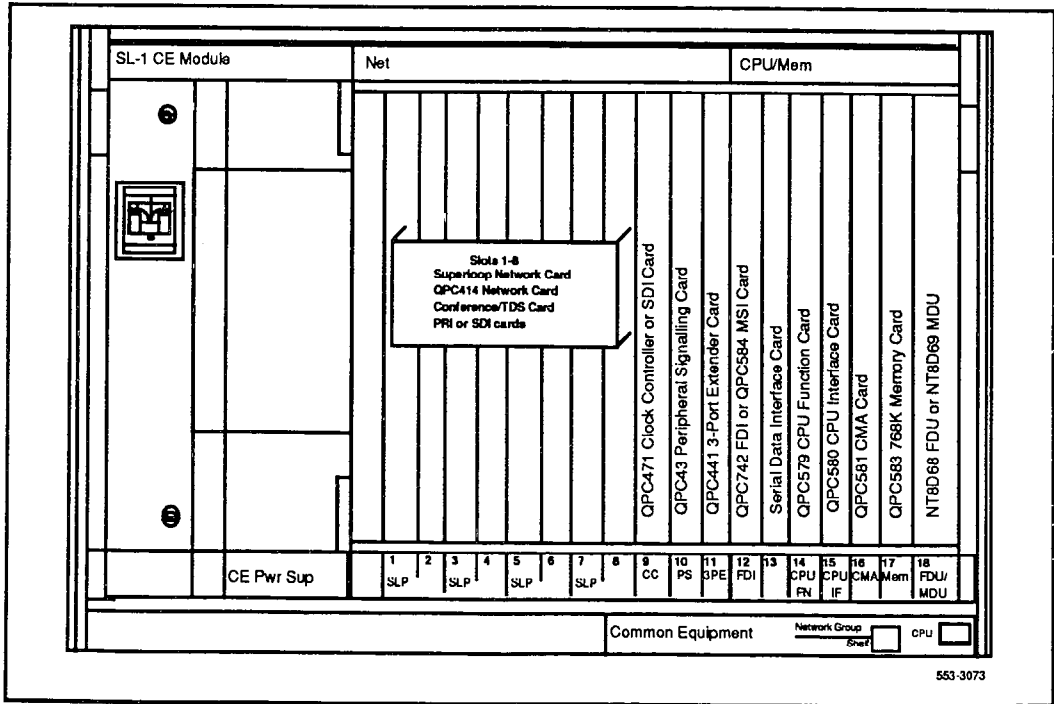 SL-1 CE Module
Net
CPU/Mem
Slots 1-8
Superloop Network Card
QPC414 Network Card
Conference/TDS Card
PRI or SDI cards
QPC471 Clock Controller or SDI Card
QPC43 Peripheral Signalling Card
QPC441 3-Port Extender Card
QPC742 FDI or QPC584 MSI Card
Serial Data Interface Card
QPC579 CPU Function Card
QPC580 CPU Interface Card
QPC581 CMA Card
QPC583 768K Memory Card
NT8D68 FDU or NT8D69 MDU
CE Pwr Sup
1 2 3 4 5 6 7 8 9 10 11 12 13 14 15 16 17 18
SLP SLP SLP SLP CC PS 3PE FDI CPU CPU CMA Mem FDU/
FN IF MDU
Common Equipment
Network Group
Shelf
CPU
553-3073